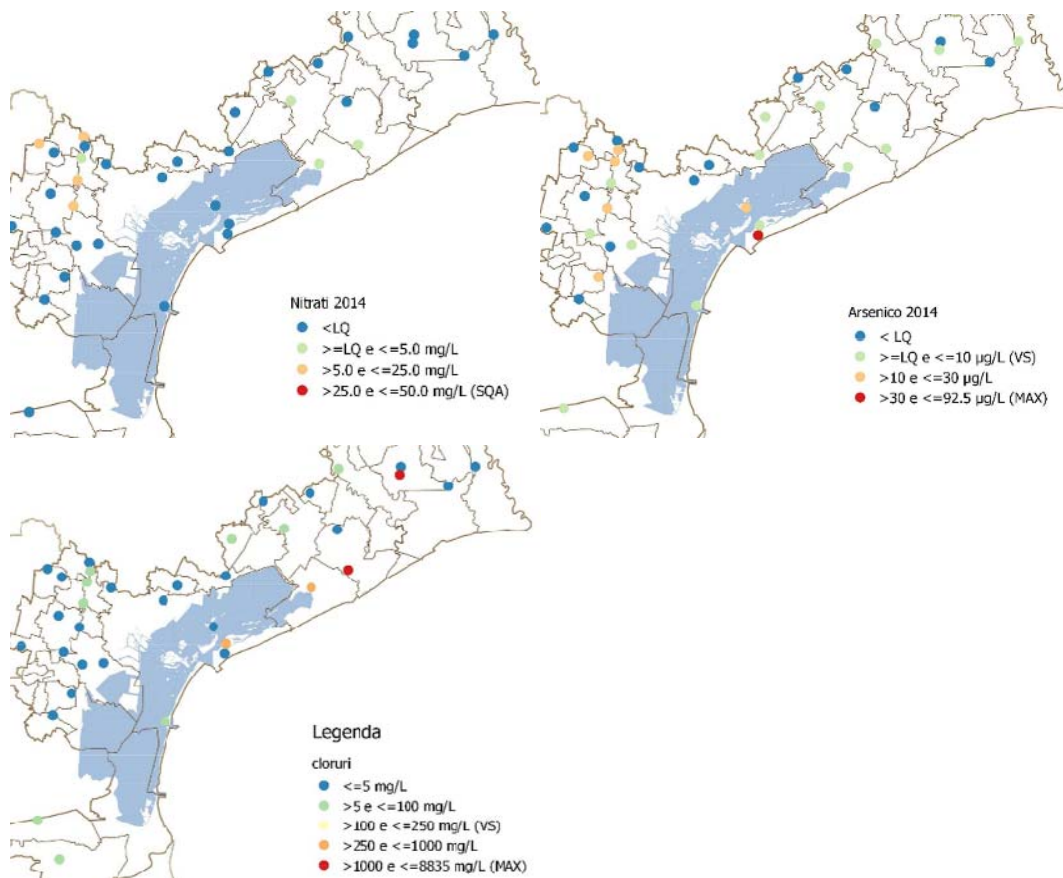 Nitrati 2014
<LQ
>=LQ e <=5.0 mg/L
>5.0 e <=25.0 mg/L
>25.0 e <=50.0 mg/L (SQA)
Arsenico 2014
< LQ
>=LQ e <=10 µg/L (VS)
>10 e <=30 µg/L
>30 e <=92.5 µg/L (MAX)
Legenda
cloruri
<=5 mg/L
>5 e <=100 mg/L
>100 e <=250 mg/L (VS)
>250 e <=1000 mg/L
>1000 e <=8835 mg/L (MAX)